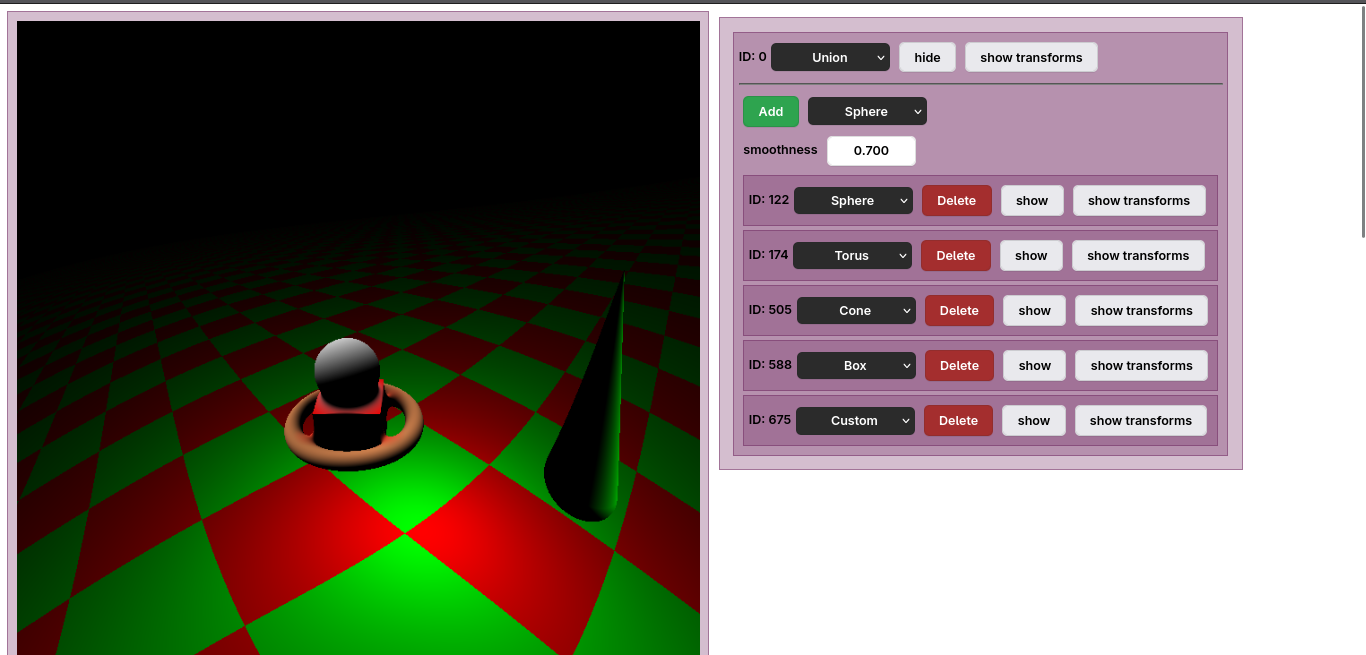 ID: 0 Union hide show transforms
Add Sphere
smoothness 0.700
ID: 122 Sphere Delete show show transforms
ID: 174 Torus Delete show show transforms
ID: 505 Cone Delete show show transforms
ID: 588 Box Delete show show transforms
ID: 675 Custom Delete show show transforms